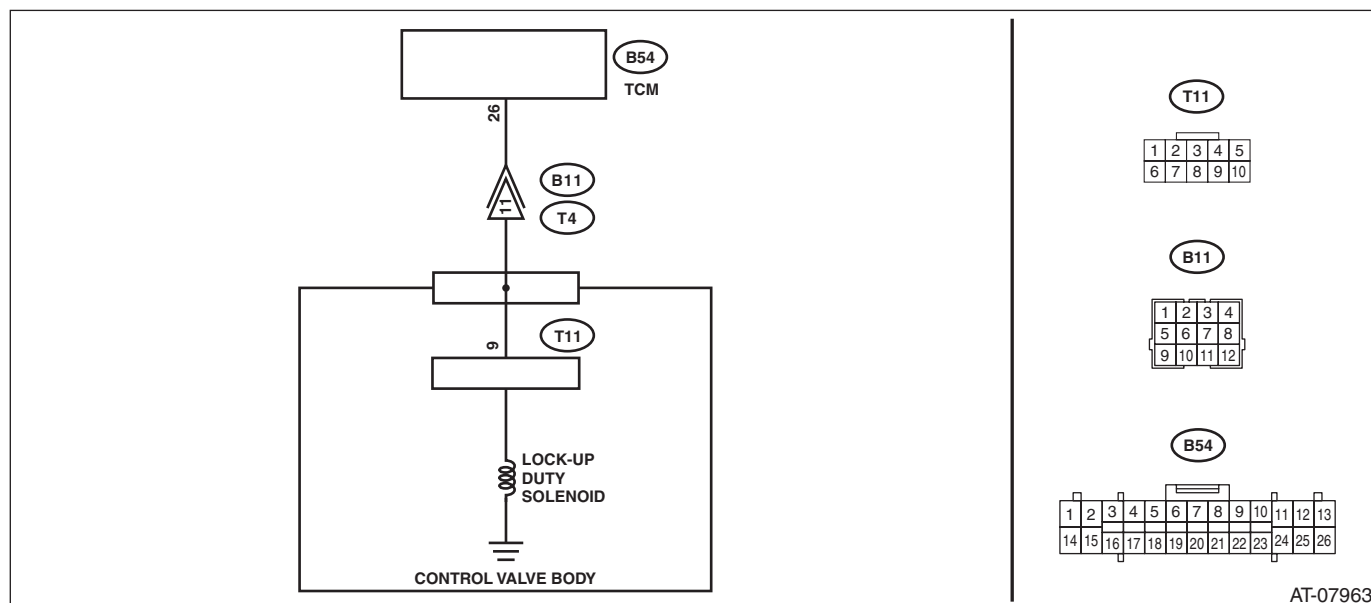 B54
TCM
26
B11
11
T4
T11
9
LOCK-UP
DUTY
SOLENOID
CONTROL VALVE BODY
T11
1 2 3 4 5
6 7 8 9 10
B11
1 2 3 4
5 6 7 8
9 10 11 12
B54
1 2 3 4 5 6 7 8 9 10 11 12 13
14 15 16 17 18 19 20 21 22 23 24 25 26
AT-07963